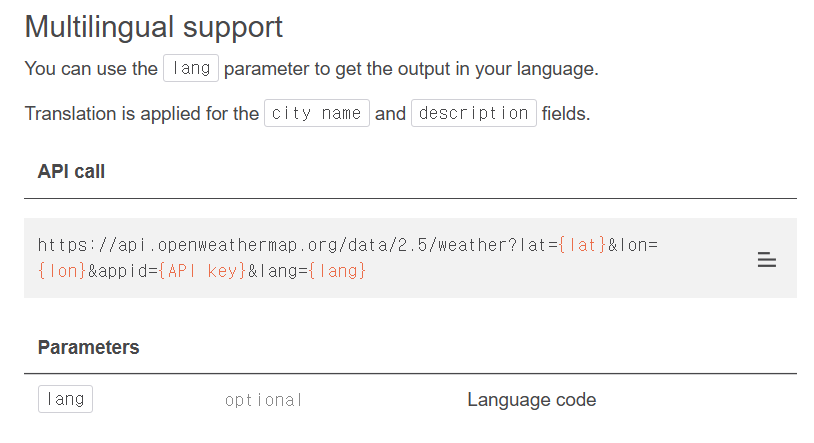 Multilingual support
You can use the lang parameter to get the output in your language.
Translation is applied for the city name and description fields.
API call
https://api.openweathermap.org/data/2.5/weather?lat={lat}&lon=
{lon}&appid={API key}&lang={lang}
Parameters
lang optional Language code